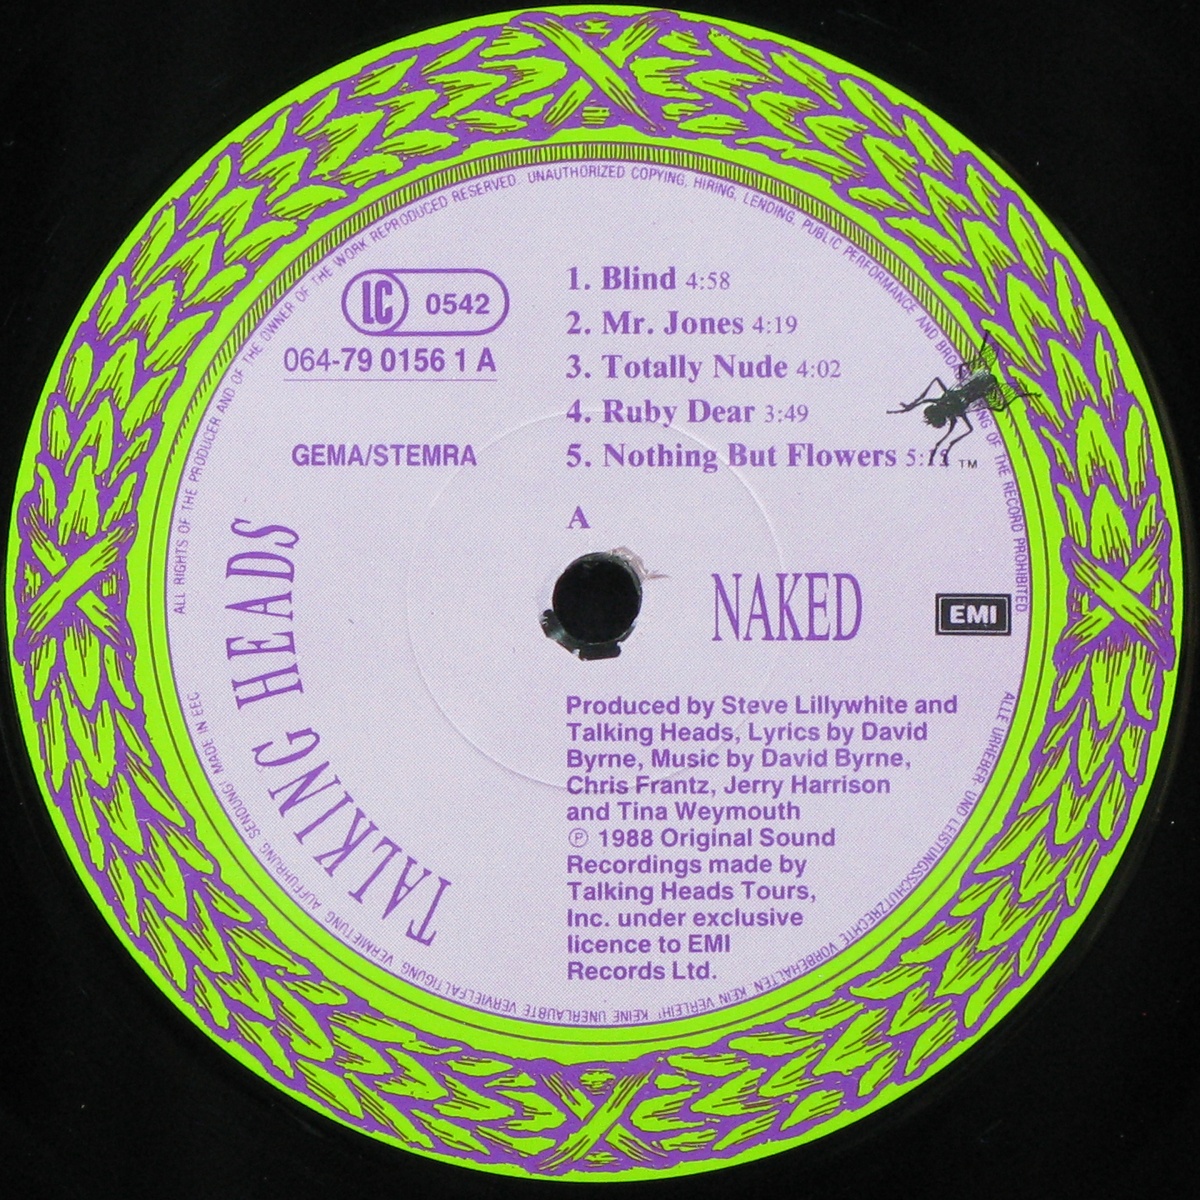 ALL RIGHTS OF THE PRODUCER AND OF THE OWNER OF THE WORK REPRODUCED RESERVED. UNAUTHORIZED COPYING, HIRING, LENDING, PUBLIC PERFORMANCE AND OF THE RECORD PROHIBITED.
LC 0542
064-79 0156 1 A
GEMA/STEMRA
1. Blind 4:58
2. Mr. Jones 4:19
3. Totally Nude 4:02
4. Ruby Dear 3:49
5. Nothing But Flowers
TM
A
TALKING HEADS
NAKED
EMI
Produced by Steve Lillywhite and
Talking Heads, Lyrics by David
Byrne, Music by David Byrne,
Chris Frantz, Jerry Harrison
and Tina Weymouth
℗ 1988 Original Sound
Recordings made by
Talking Heads Tours,
Inc. under exclusive
licence to EMI
Records Ltd.
ALLE URHEBER- UND LEISTUNGSSCHUTZRECHTE VORBEHALTEN. KEIN VERLEIH! KEINE UNERLAUBTE VERVIELFÄLTIGUNG, VERMIETUNG, AUFFÜHRUNG, SENDUNG! MADE IN EEC